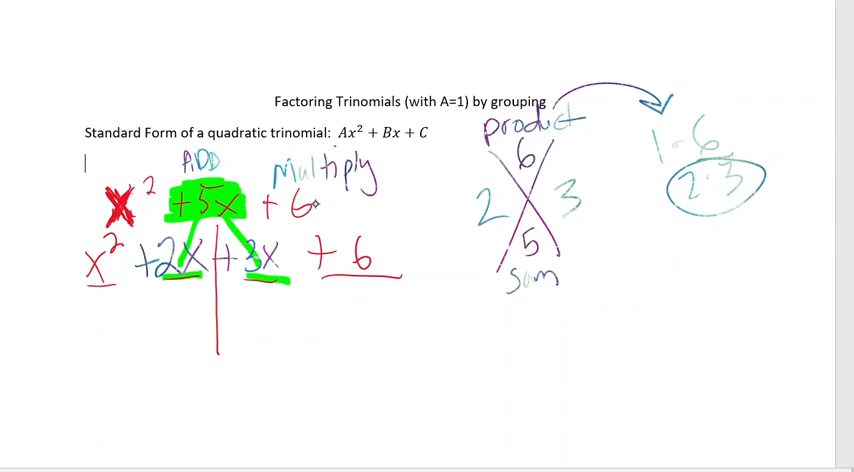 Factoring Trinomials (with A=1) by grouping
Standard Form of a quadratic trinomial: Ax² + Bx + C
product
1 - 6
6
ADD
Multiply
2 · 3
x² +5x + 6
2 3
5
x² +2x + 3x + 6
sum